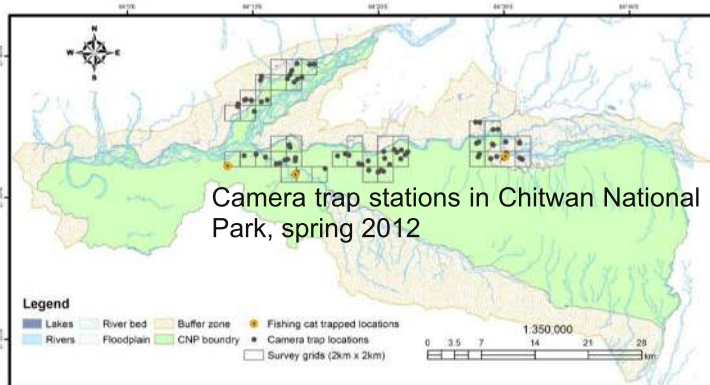 N
W E
S
Camera trap stations in Chitwan National
Park, spring 2012
Legend
Lakes
River bed
Buffer zone
Fishing cat trapped locations
Rivers
Floodplain
CNP boundry
Camera trap locations
Survey grids (2km x 2km)
1:350,000
0 3.5 7 14 21 28
km